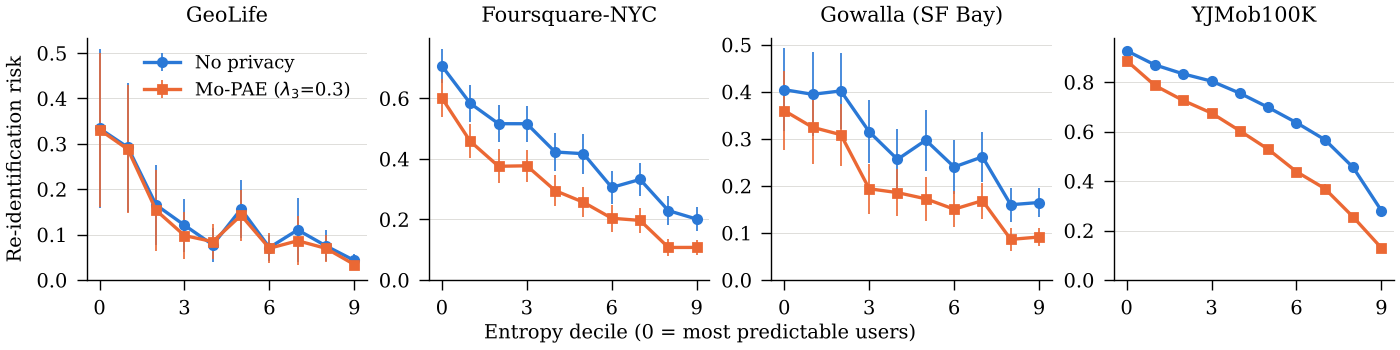 GeoLife
Foursquare-NYC
Gowalla (SF Bay)
YJMob100K
Re-identification risk
No privacy
Mo-PAE (λ₃=0.3)
0.5
0.4
0.3
0.2
0.1
0.0
0 3 6 9
0.6
0.4
0.2
0.0
0 3 6 9
0.5
0.4
0.3
0.2
0.1
0.0
0 3 6 9
0.8
0.6
0.4
0.2
0.0
0 3 6 9
Entropy decile (0 = most predictable users)